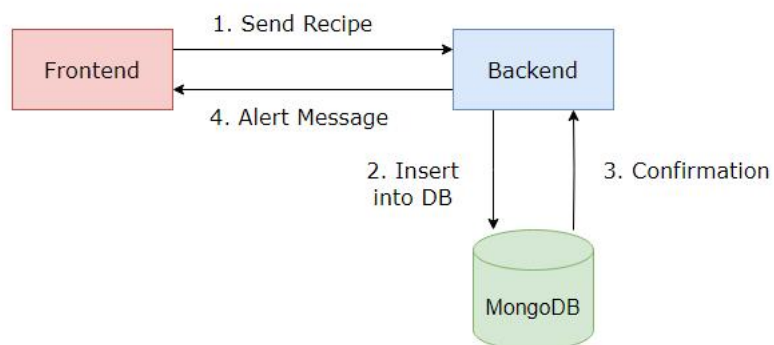 1. Send Recipe
Frontend
Backend
4. Alert Message
2. Insert
into DB
3. Confirmation
MongoDB